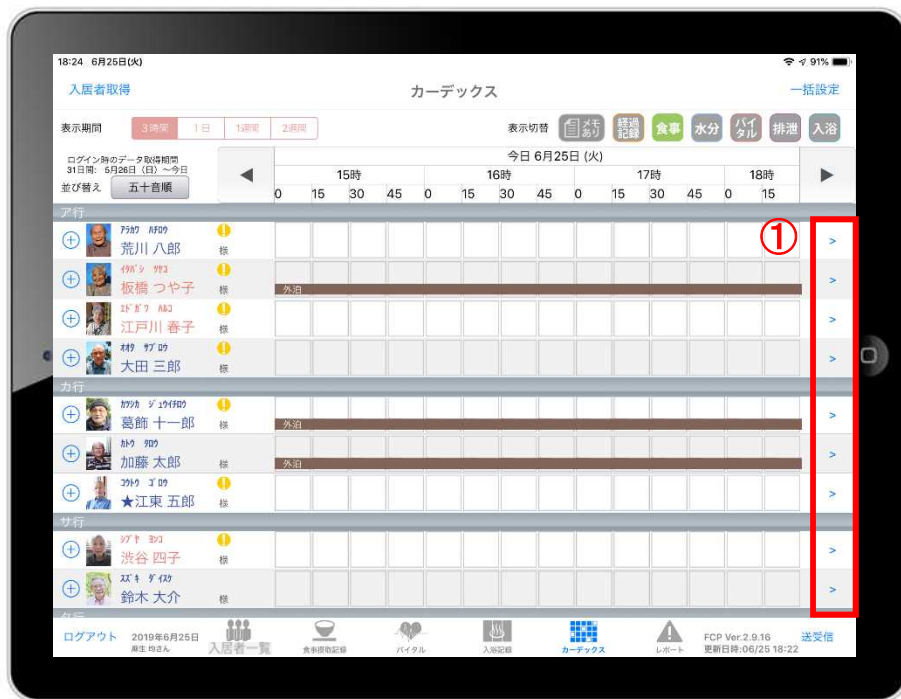 18:24 6月25日(火)
91%
入居者取得
カーデックス
一括設定
表示期間
3時間 1日 1週間 2週間
表示切替
メモあり 経過記録 食事 水分 バイタル 排泄 入浴
ログイン時のデータ取得期間
31日間: 5月26日（日）～今日
並び替え 五十音順
◀
今日 6月25日 (火)
▶
15時 16時 17時 18時
0 15 30 45 0 15 30 45 0 15 30 45 0 15
ア行
①
アラカワ ハチロウ
荒川 八郎 様 >
イタバシ ツヤコ
板橋 つや子 様 外泊 >
エドガワ ハルコ
江戸川 春子 様 >
オオタ サブロウ
大田 三郎 様 >
カ行
カツシカ ジュウイチロウ
葛飾 十一郎 様 外泊 >
カトウ タロウ
加藤 太郎 様 外泊 >
コウトウ ゴロウ
★江東 五郎 様 >
サ行
シブヤ ヨンコ
渋谷 四子 様 >
スズキ ダイスケ
鈴木 大介 様 >
タ行
ログアウト
2019年6月25日
麻生 均さん
入居者一覧
食事摂取記録
バイタル
入浴記録
カーデックス
レポート
FCP Ver.2.9.16
更新日時:06/25 18:22
送受信